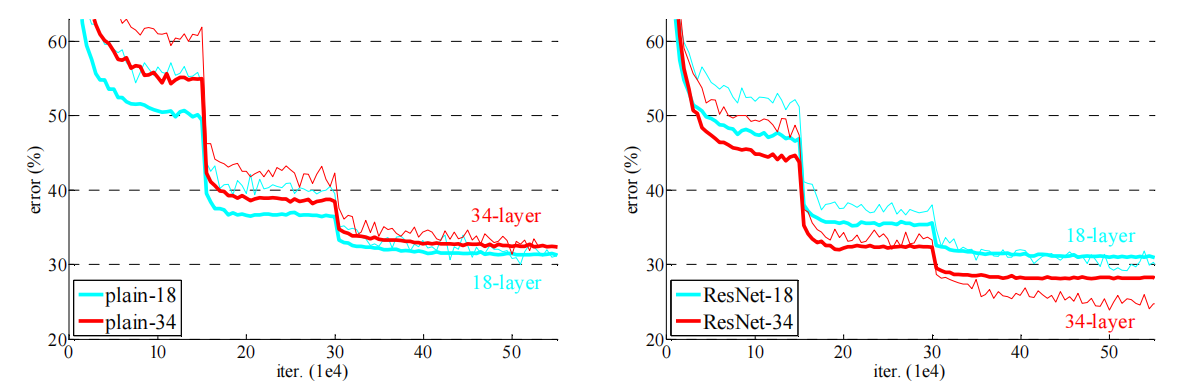 60
50
40
30
20
error (%)
34-layer
18-layer
plain-18
plain-34
0
10
20
30
40
50
iter. (1e4)
60
50
40
30
20
error (%)
18-layer
34-layer
ResNet-18
ResNet-34
0
10
20
30
40
50
iter. (1e4)